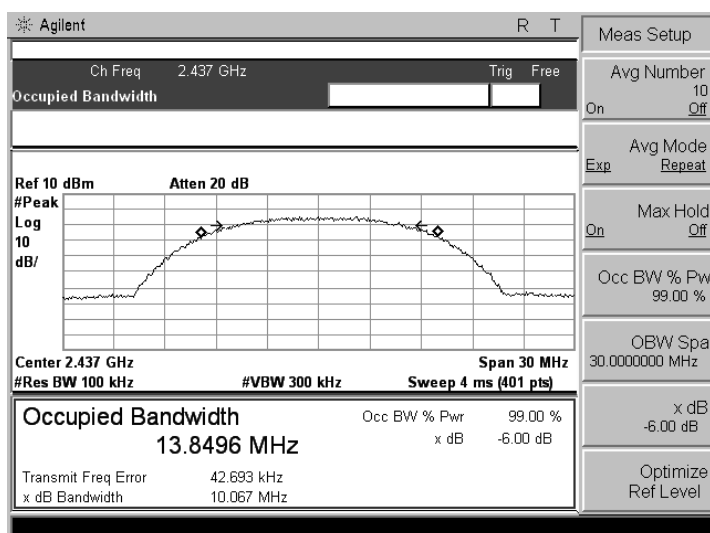 Agilent R T
Ch Freq 2.437 GHz Trig Free
Occupied Bandwidth
Ref 10 dBm Atten 20 dB
#Peak
Log
10
dB/
Center 2.437 GHz Span 30 MHz
#Res BW 100 kHz #VBW 300 kHz Sweep 4 ms (401 pts)
Occupied Bandwidth
13.8496 MHz
Occ BW % Pwr 99.00 %
x dB -6.00 dB
Transmit Freq Error 42.693 kHz
x dB Bandwidth 10.067 MHz
Meas Setup
Avg Number
10
On Off
Avg Mode
Exp Repeat
Max Hold
On Off
Occ BW % Pw
99.00 %
OBW Spa
30.0000000 MHz
x dB
-6.00 dB
Optimize
Ref Level